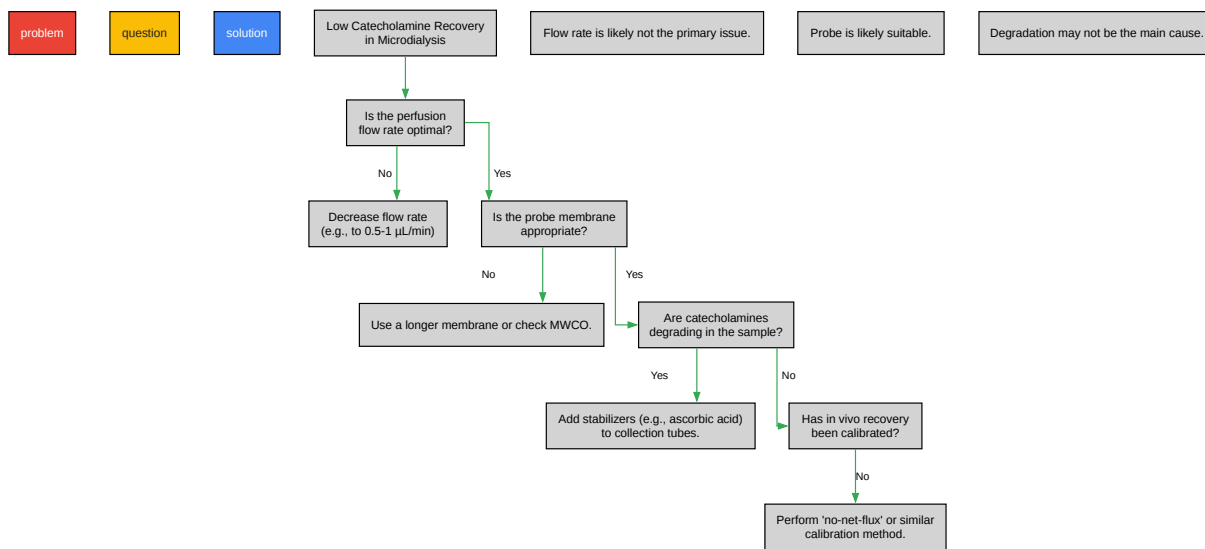 problem
question
solution
Low Catecholamine Recovery
in Microdialysis
Flow rate is likely not the primary issue.
Probe is likely suitable.
Degradation may not be the main cause.
Is the perfusion
flow rate optimal?
No
Yes
Decrease flow rate
(e.g., to 0.5-1 µL/min)
Is the probe membrane
appropriate?
No
Yes
Use a longer membrane or check MWCO.
Are catecholamines
degrading in the sample?
Yes
No
Add stabilizers (e.g., ascorbic acid)
to collection tubes.
Has in vivo recovery
been calibrated?
No
Perform 'no-net-flux' or similar
calibration method.